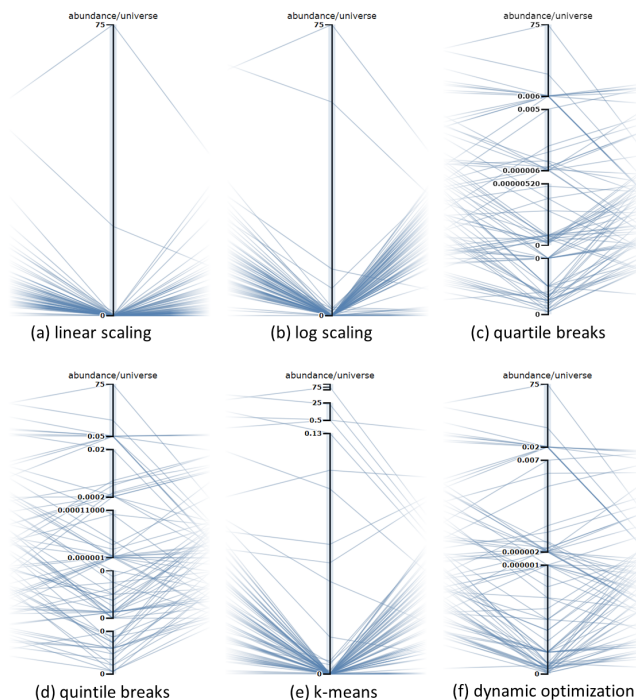 abundance/universe
75
0
(a) linear scaling
abundance/universe
75
0
(b) log scaling
abundance/universe
75
0.006
0.005
0.000006
0.00000520
0
0
0
(c) quartile breaks
abundance/universe
75
0.05
0.02
0.0002
0.00011000
0.000001
0
0
0
0
(d) quintile breaks
abundance/universe
75
25
0.5
0.13
0
(e) k-means
abundance/universe
75
0.02
0.007
0.000002
0.000001
0
(f) dynamic optimization